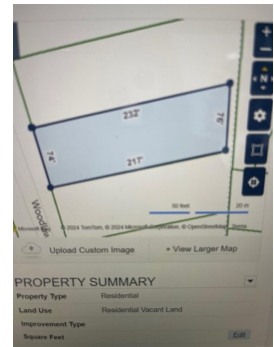 232'
76'
74'
217'
N
50 feet
20 m
© 2024 TomTom, © 2024 Microsoft Corporation, © OpenStreetMap Terms
Upload Custom Image
+ View Larger Map
PROPERTY SUMMARY
Property Type Residential
Land Use Residential Vacant Land
Improvement Type
Square Feet
Edit